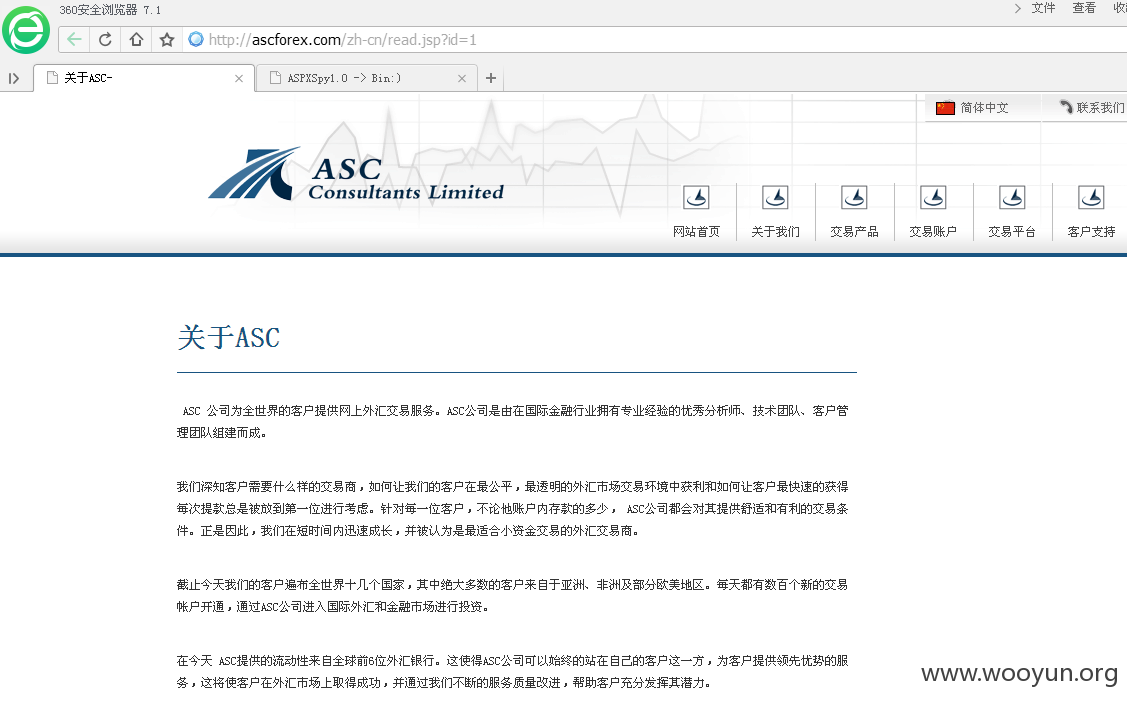 360安全浏览器 7.1
文件 查看
http://ascforex.com/zh-cn/read.jsp?id=1
关于ASC-
ASPXSpy1.0 -> Bin:)
简体中文
联系我们
ASC
Consultants Limited
网站首页
关于我们
交易产品
交易账户
交易平台
客户支持
关于ASC
ASC 公司为全世界的客户提供网上外汇交易服务。ASC公司是由在国际金融行业拥有专业经验的优秀分析师、技术团队、客户管
理团队组建而成。
我们深知客户需要什么样的交易商，如何让我们的客户在最公平，最透明的外汇市场交易环境中获利和如何让客户最快速的获得
每次提款总是被放到第一位进行考虑。针对每一位客户，不论他账户内存款的多少， ASC公司都会对其提供舒适和有利的交易条
件。正是因此，我们在短时间内迅速成长，并被认为是最适合小资金交易的外汇交易商。
截止今天我们的客户遍布全世界十几个国家，其中绝大多数的客户来自于亚洲、非洲及部分欧美地区。每天都有数百个新的交易
帐户开通，通过ASC公司进入国际外汇和金融市场进行投资。
在今天 ASC提供的流动性来自全球前6位外汇银行。这使得ASC公司可以始终的站在自己的客户这一方，为客户提供领先优势的服
务，这将使客户在外汇市场上取得成功，并通过我们不断的服务质量改进，帮助客户充分发挥其潜力。
www.wooyun.org